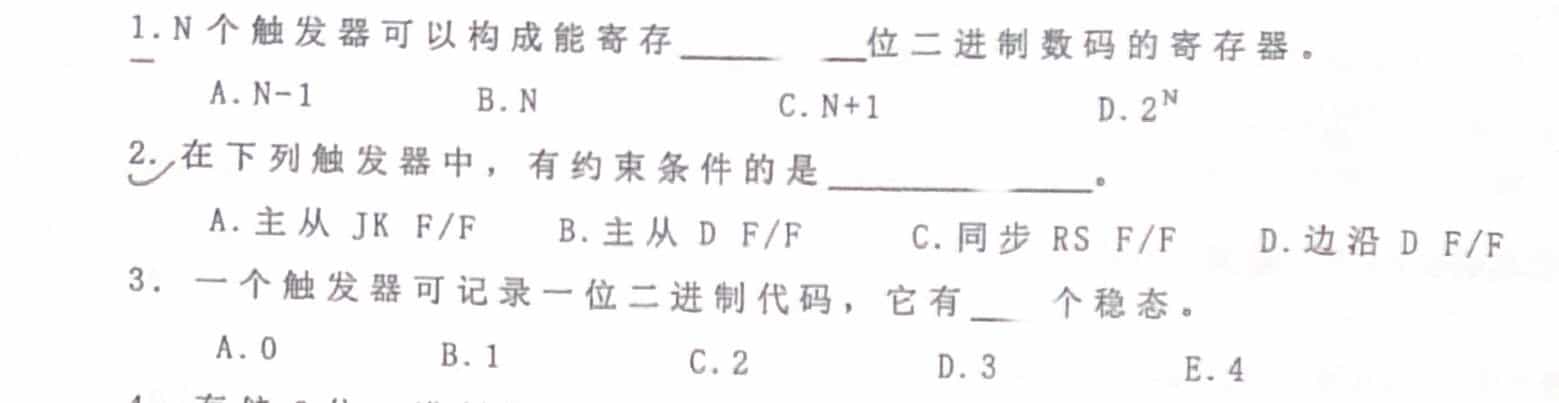 1.N个触发器可以构成能寄存____ __位二进制数码的寄存器。
A.N-1 B.N C.N+1 D.2^N
2.在下列触发器中，有约束条件的是____________。
A.主从 JK F/F B.主从 D F/F C.同步 RS F/F D.边沿 D F/F
3. 一个触发器可记录一位二进制代码，它有__ 个稳态。
A.0 B.1 C.2 D.3 E.4